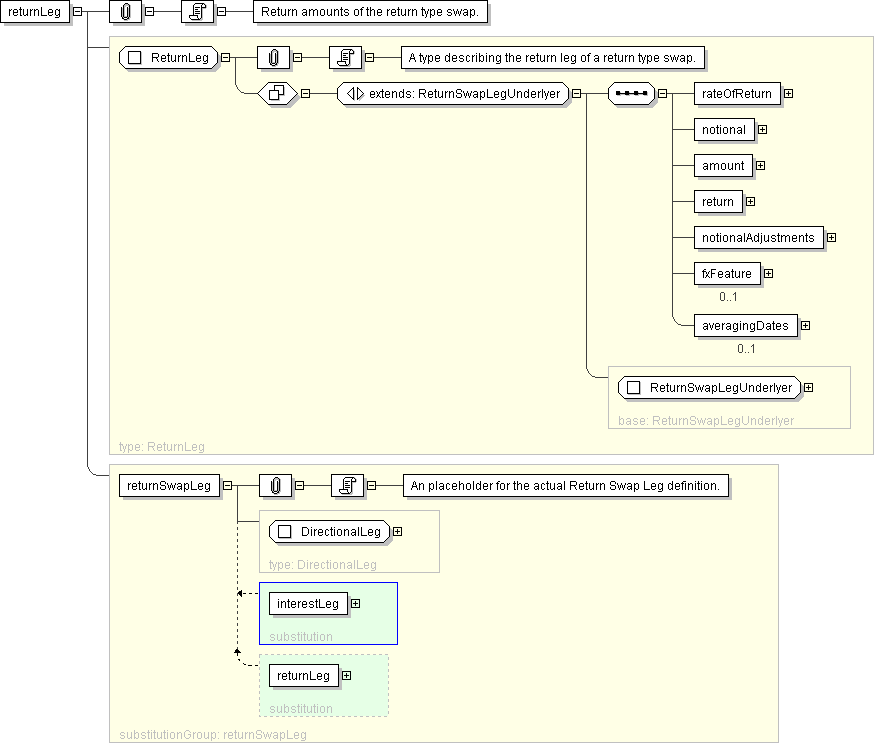 returnLeg
Return amounts of the return type swap.
ReturnLeg
A type describing the return leg of a return type swap.
extends: ReturnSwapLegUnderlyer
rateOfReturn
notional
amount
return
notionalAdjustments
fxFeature
0..1
averagingDates
0..1
ReturnSwapLegUnderlyer
base: ReturnSwapLegUnderlyer
type: ReturnLeg
returnSwapLeg
An placeholder for the actual Return Swap Leg definition.
DirectionalLeg
type: DirectionalLeg
interestLeg
substitution
returnLeg
substitution
substitutionGroup: returnSwapLeg